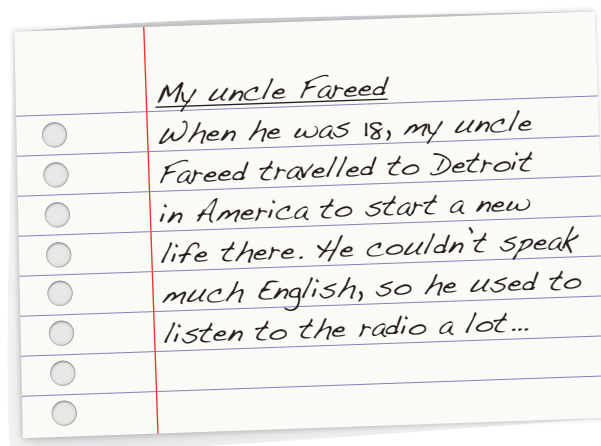 My uncle Fareed
When he was 18, my uncle
Fareed travelled to Detroit
in America to start a new
life there. He couldn't speak
much English, so he used to
listen to the radio a lot...